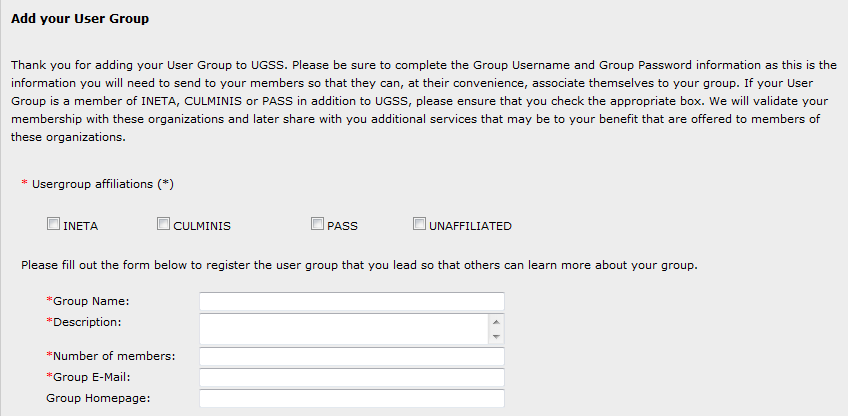 Add your User Group
Thank you for adding your User Group to UGSS. Please be sure to complete the Group Username and Group Password information as this is the
information you will need to send to your members so that they can, at their convenience, associate themselves to your group. If your User
Group is a member of INETA, CULMINIS or PASS in addition to UGSS, please ensure that you check the appropriate box. We will validate your
membership with these organizations and later share with you additional services that may be to your benefit that are offered to members of
these organizations.
* Usergroup affiliations (*)
INETA CULMINIS PASS UNAFFILIATED
Please fill out the form below to register the user group that you lead so that others can learn more about your group.
*Group Name:
*Description:
*Number of members:
*Group E-Mail:
Group Homepage: